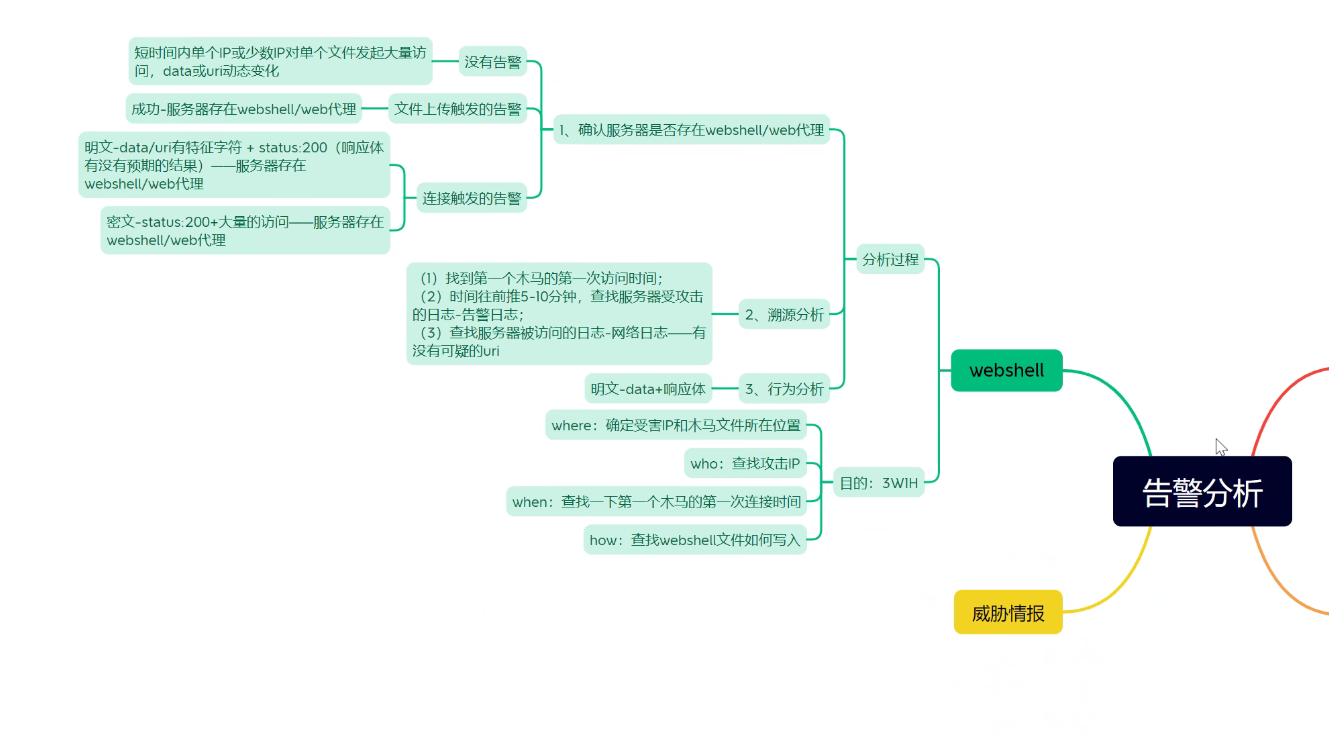 短时间内单个IP或少数IP对单个文件发起大量访
问，data或uri动态变化
没有告警
成功-服务器存在webshell/web代理
文件上传触发的告警
1、确认服务器是否存在webshell/web代理
明文-data/uri有特征字符 + status:200（响应体
有没有预期的结果）——服务器存在
webshell/web代理
连接触发的告警
密文-status:200+大量的访问——服务器存在
webshell/web代理
分析过程
（1）找到第一个木马的第一次访问时间；
（2）时间往前推5-10分钟，查找服务器受攻击
的日志-告警日志；
（3）查找服务器被访问的日志-网络日志——有
没有可疑的uri
2、溯源分析
明文-data+响应体
3、行为分析
webshell
where：确定受害IP和木马文件所在位置
who：查找攻击IP
目的：3W1H
when：查找一下第一个木马的第一次连接时间
how：查找webshell文件如何写入
告警分析
威胁情报